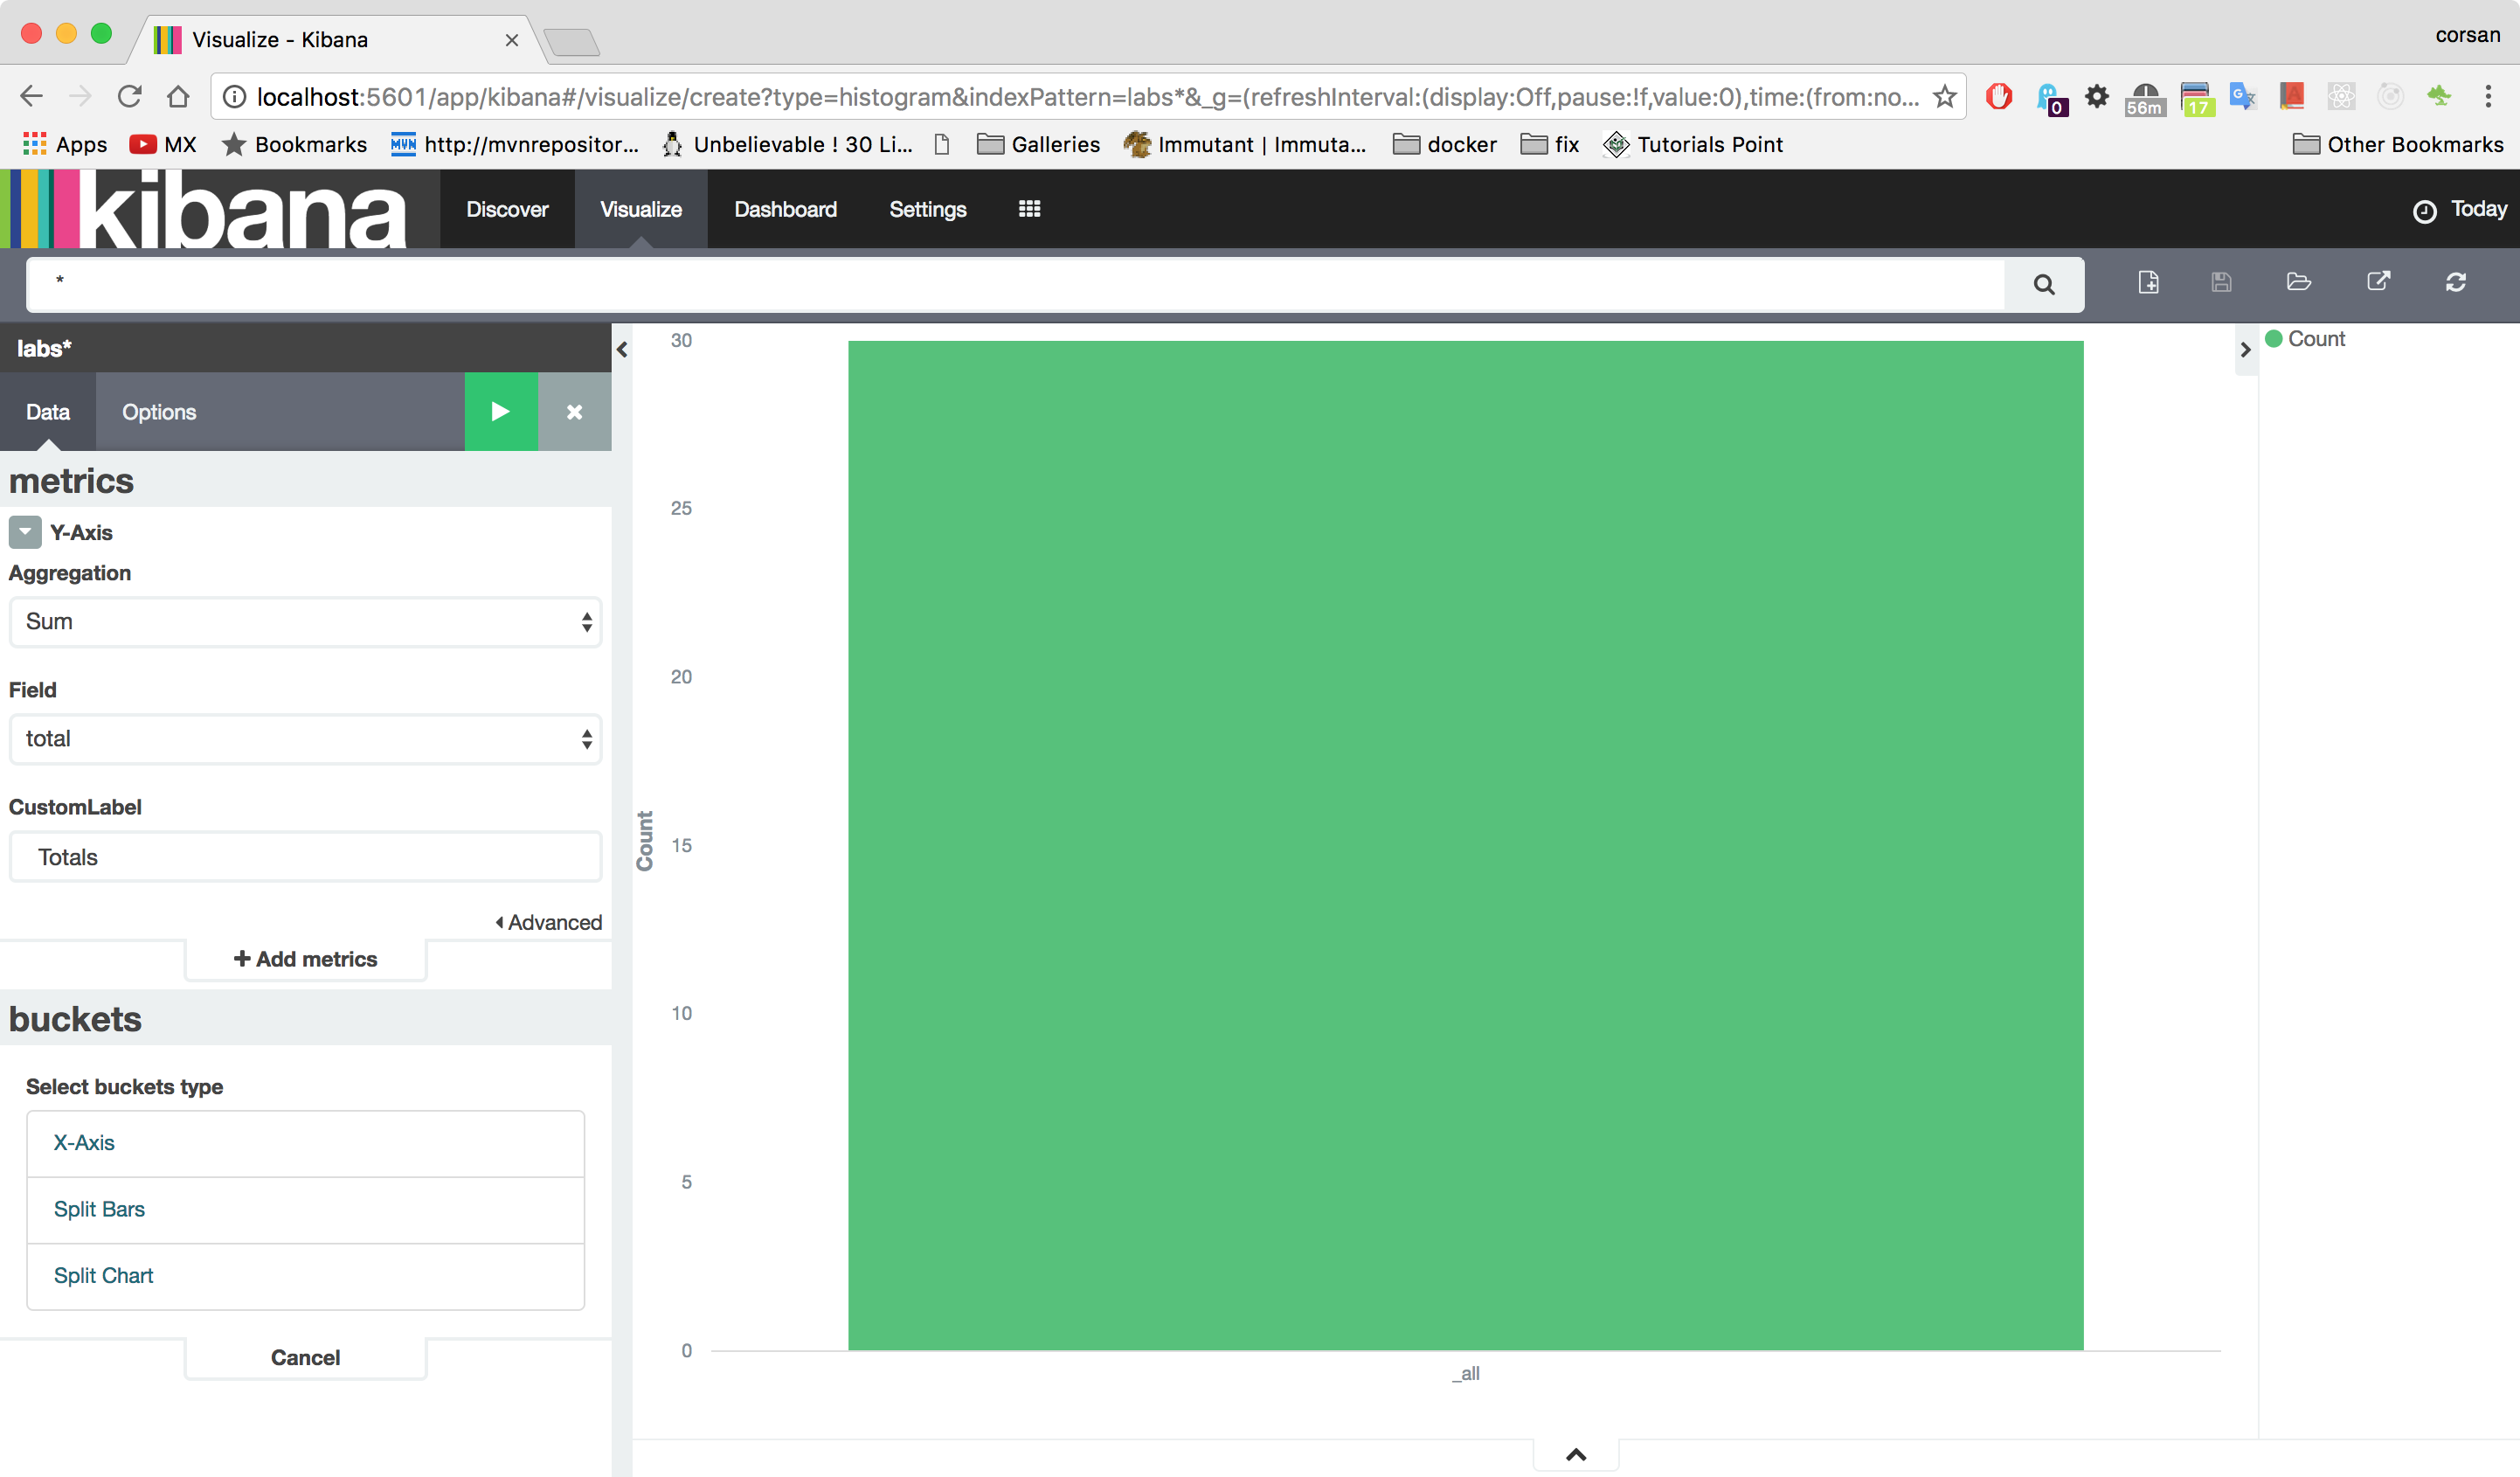 Visualize - Kibana
corsan
localhost:5601/app/kibana#/visualize/create?type=histogram&indexPattern=labs*&_g=(refreshInterval:(display:Off,pause:!f,value:0),time:(from:no...
0
56m
17
Apps
MX
Bookmarks
MVN
http://mvnrepositor...
Unbelievable ! 30 Li...
Galleries
Immutant | Immuta...
docker
fix
Tutorials Point
Other Bookmarks
kibana
Discover
Visualize
Dashboard
Settings
Today
*
labs*
Data
Options
metrics
Y-Axis
Aggregation
Sum
Field
total
CustomLabel
Totals
Advanced
Add metrics
buckets
Select buckets type
X-Axis
Split Bars
Split Chart
Cancel
Count
30
25
20
15
10
5
0
_all
Count